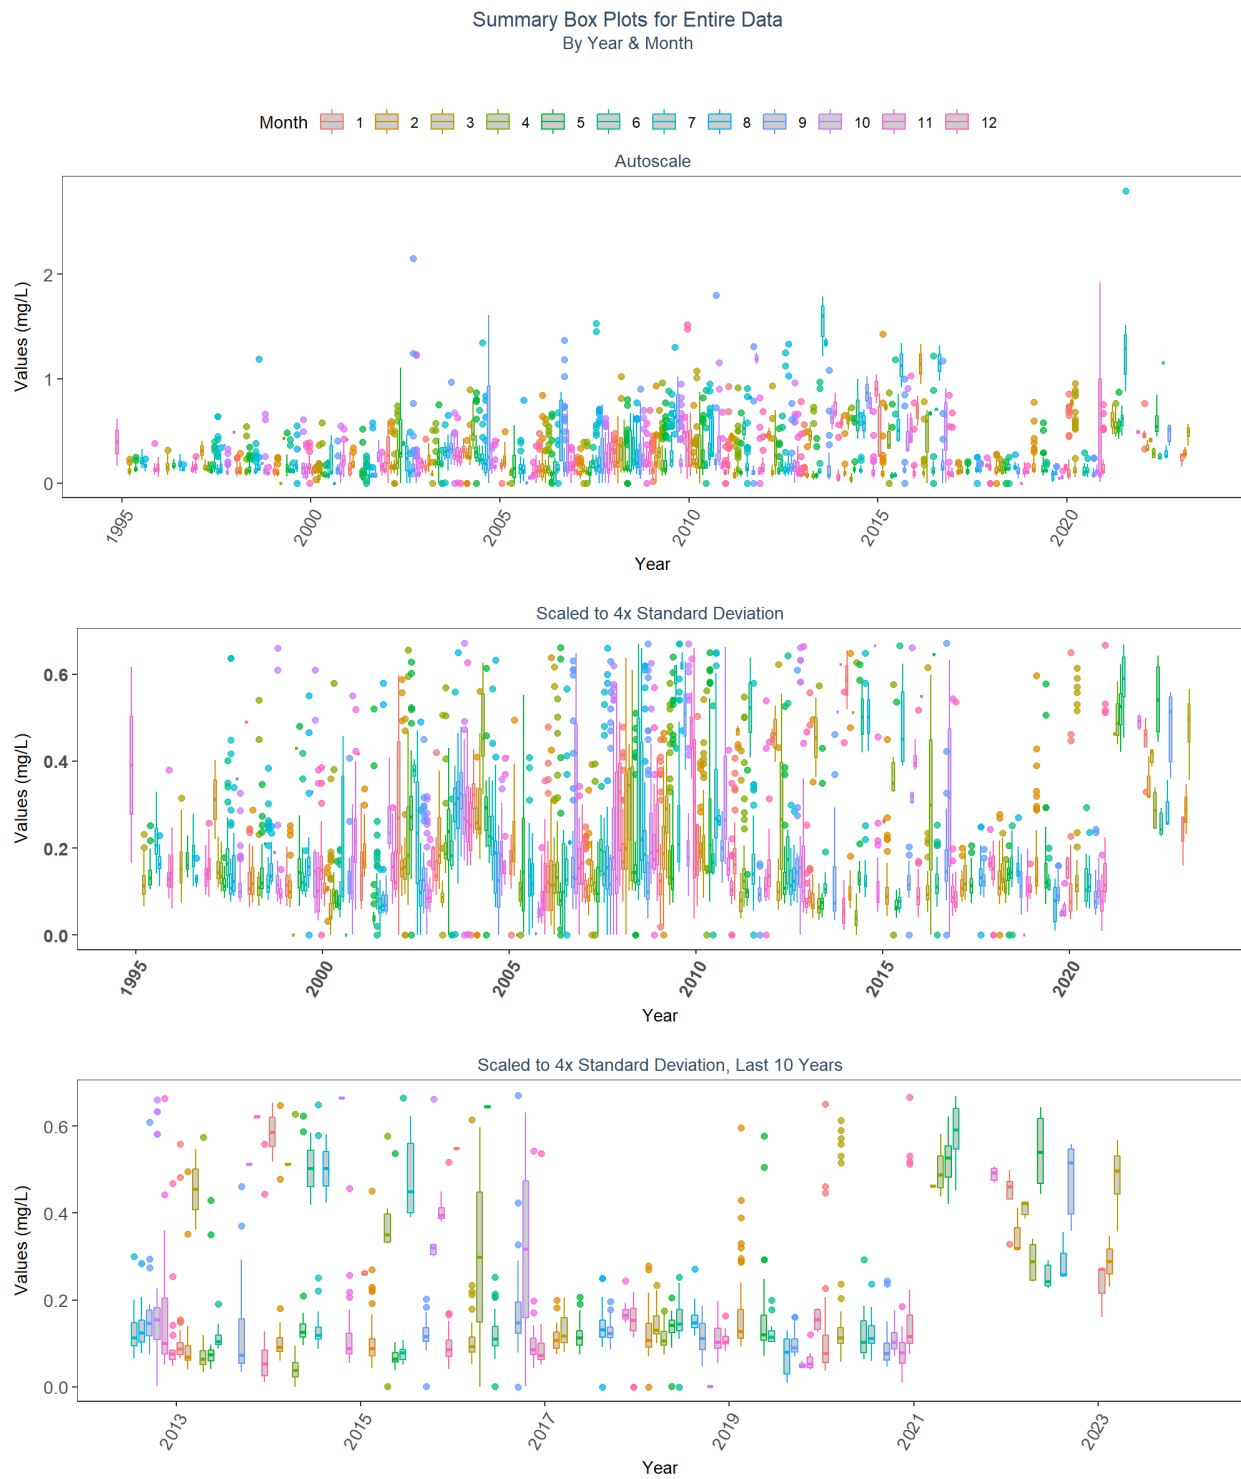 Summary Box Plots for Entire Data
By Year & Month
Month 1 2 3 4 5 6 7 8 9 10 11 12
Autoscale
Values (mg/L)
2
1
0
1995 2000 2005 2010 2015 2020
Year
Scaled to 4x Standard Deviation
Values (mg/L)
0.6
0.4
0.2
0.0
1995 2000 2005 2010 2015 2020
Year
Scaled to 4x Standard Deviation, Last 10 Years
Values (mg/L)
0.6
0.4
0.2
0.0
2013 2015 2017 2019 2021 2023
Year